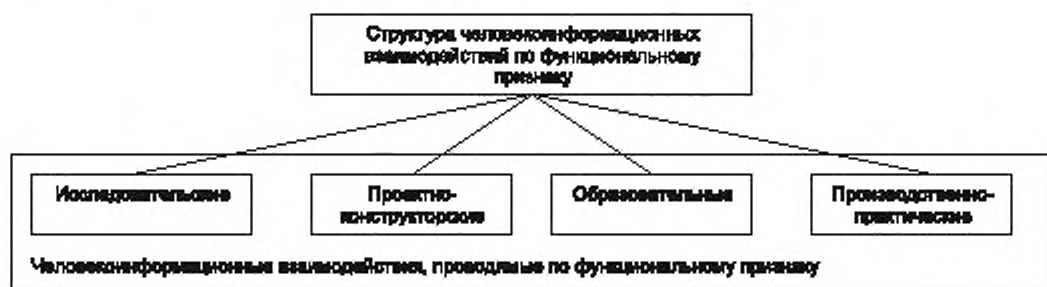 Структура человекоинформационных
взаимодействий по функциональному
признаку
Исследовательские
Проектно-
конструкторские
Образовательные
Производственно-
практические
Человекоинформационные взаимодействия, проводимые по функциональному признаку